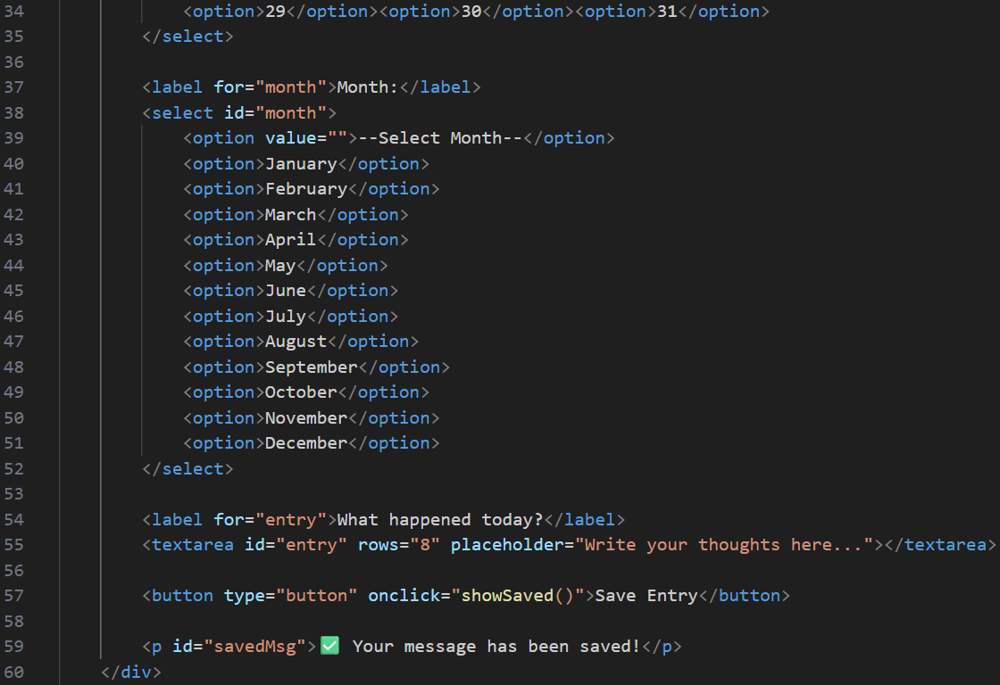 34 <option>29</option><option>30</option><option>31</option>
35 </select>
36
37 <label for="month">Month:</label>
38 <select id="month">
39 <option value="">--Select Month--</option>
40 <option>January</option>
41 <option>February</option>
42 <option>March</option>
43 <option>April</option>
44 <option>May</option>
45 <option>June</option>
46 <option>July</option>
47 <option>August</option>
48 <option>September</option>
49 <option>October</option>
50 <option>November</option>
51 <option>December</option>
52 </select>
53
54 <label for="entry">What happened today?</label>
55 <textarea id="entry" rows="8" placeholder="Write your thoughts here..."></textarea>
56
57 <button type="button" onclick="showSaved()">Save Entry</button>
58
59 <p id="savedMsg">✅ Your message has been saved!</p>
60 </div>